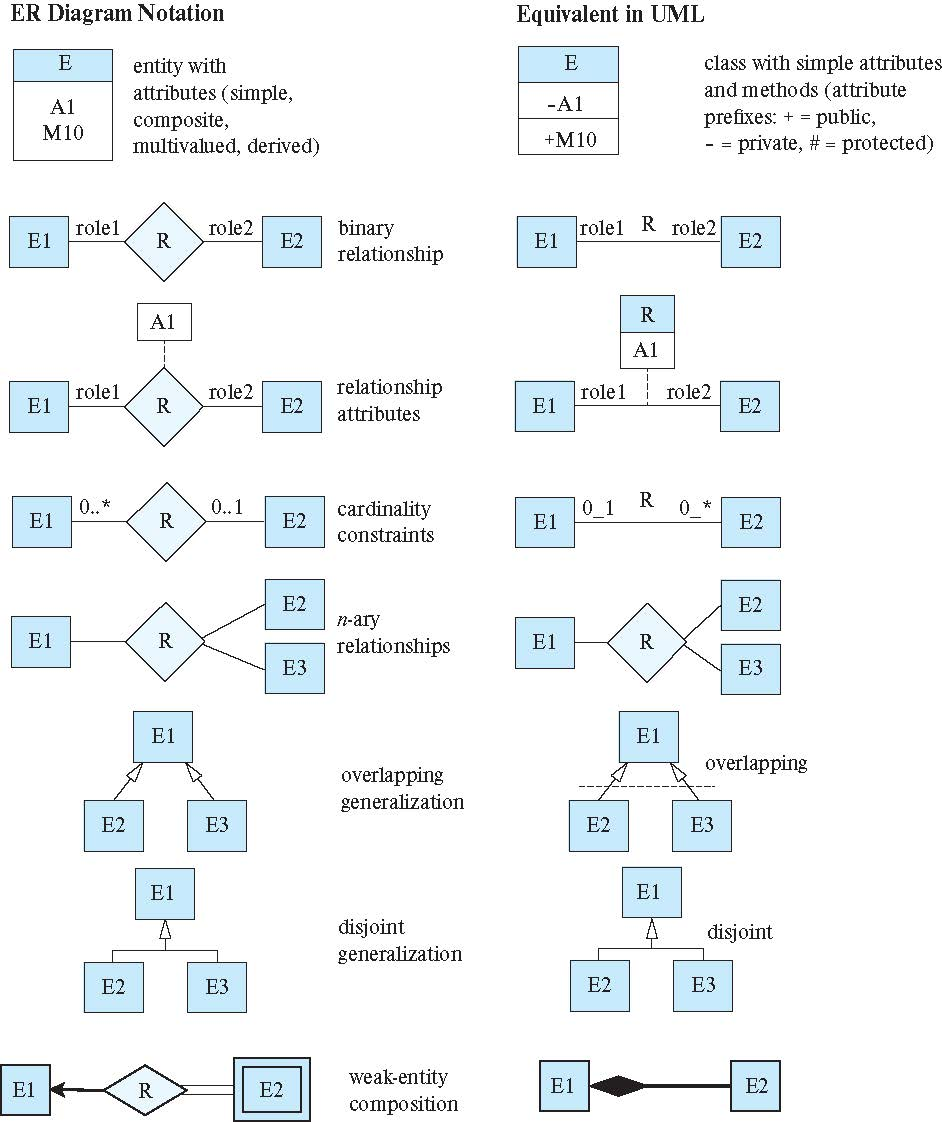 ER Diagram Notation
Equivalent in UML
E
A1
M10
entity with
attributes (simple,
composite,
multivalued, derived)
E
-A1
+M10
class with simple attributes
and methods (attribute
prefixes: + = public,
- = private, # = protected)
E1 role1 R role2 E2
binary
relationship
E1 role1 R role2 E2
A1
E1 role1 R role2 E2
relationship
attributes
R
A1
E1 role1 role2 E2
E1 0..* R 0..1 E2
cardinality
constraints
E1 0_1 R 0_* E2
E1 R E2
E3
n-ary
relationships
E1 R E2
E3
E1
E2 E3
overlapping
generalization
E1
overlapping
E2 E3
E1
E2 E3
disjoint
generalization
E1
disjoint
E2 E3
E1 R E2
weak-entity
composition
E1 E2